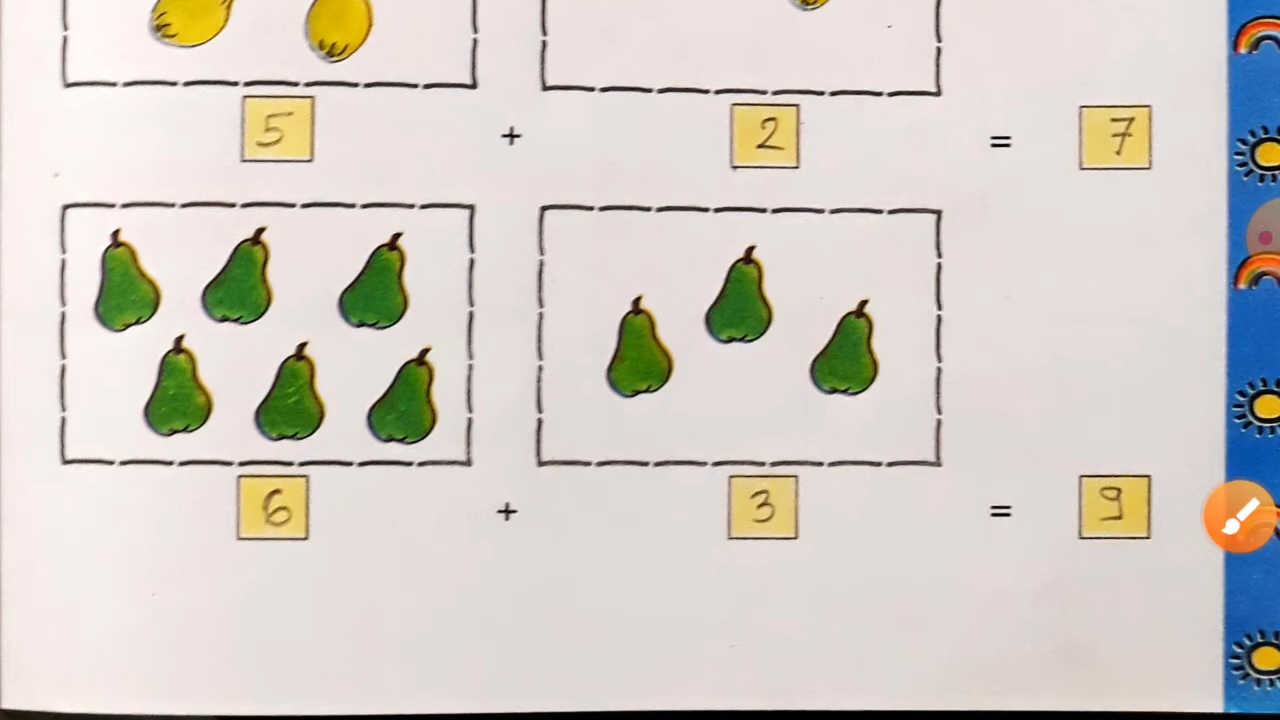 5 + 2 = 7
6 + 3 = 9